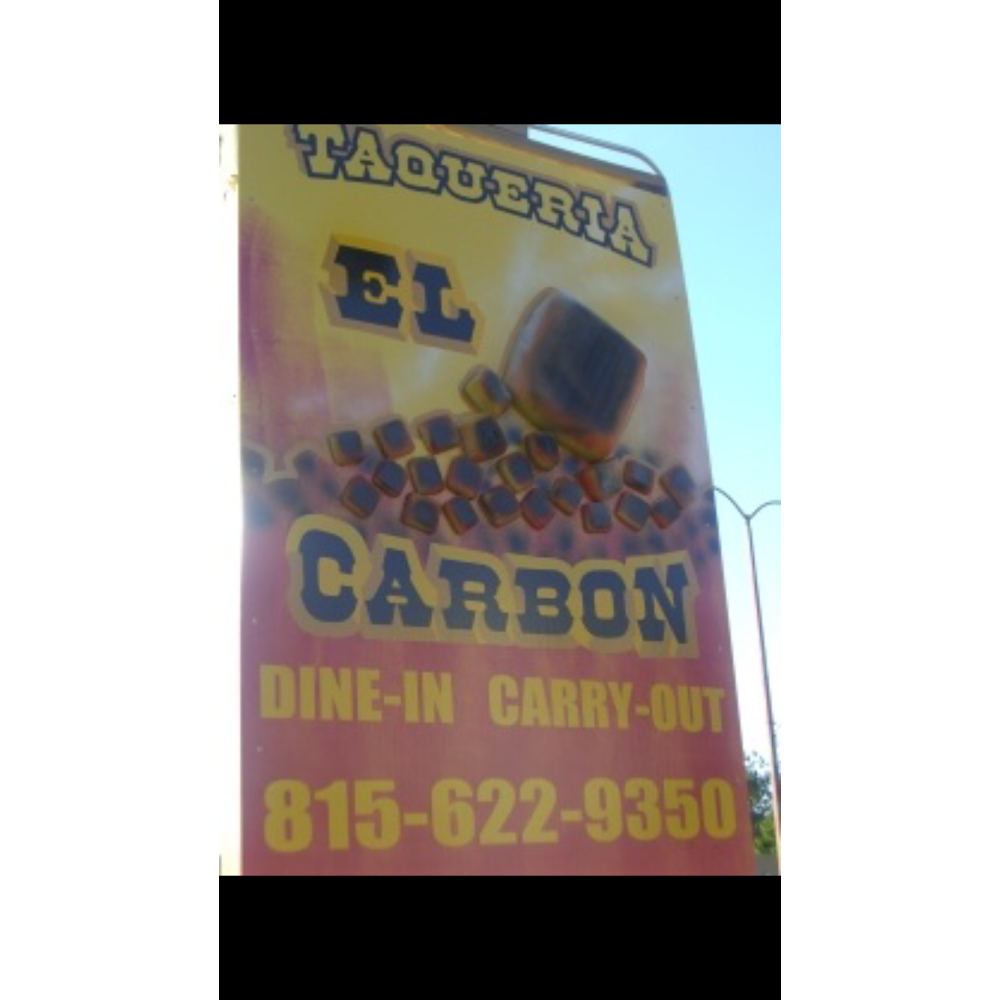 TAQUERIA
EL
CARBON
DINE-IN CARRY-OUT
815-622-9350